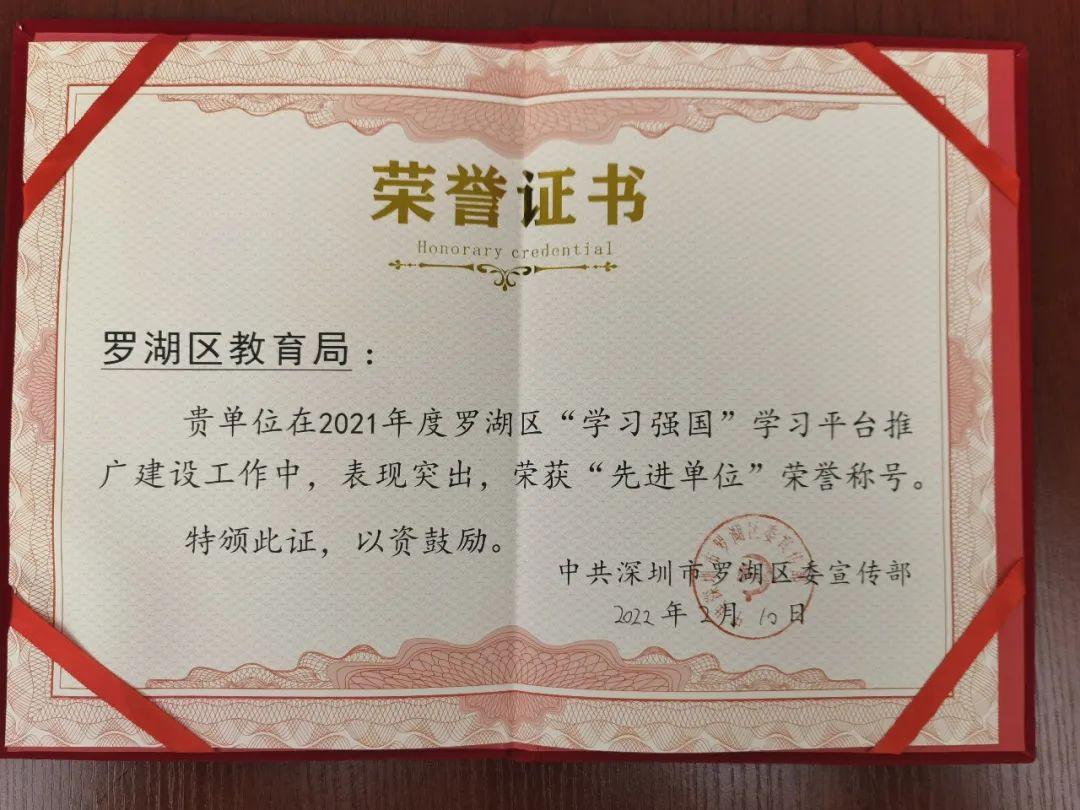 荣誉证书
Honorary credential
罗湖区教育局：
贵单位在2021年度罗湖区“学习强国”学习平台推
广建设工作中，表现突出，荣获“先进单位”荣誉称号。
特颁此证，以资鼓励。
中共深圳市罗湖区委宣传部
2022年2月10日